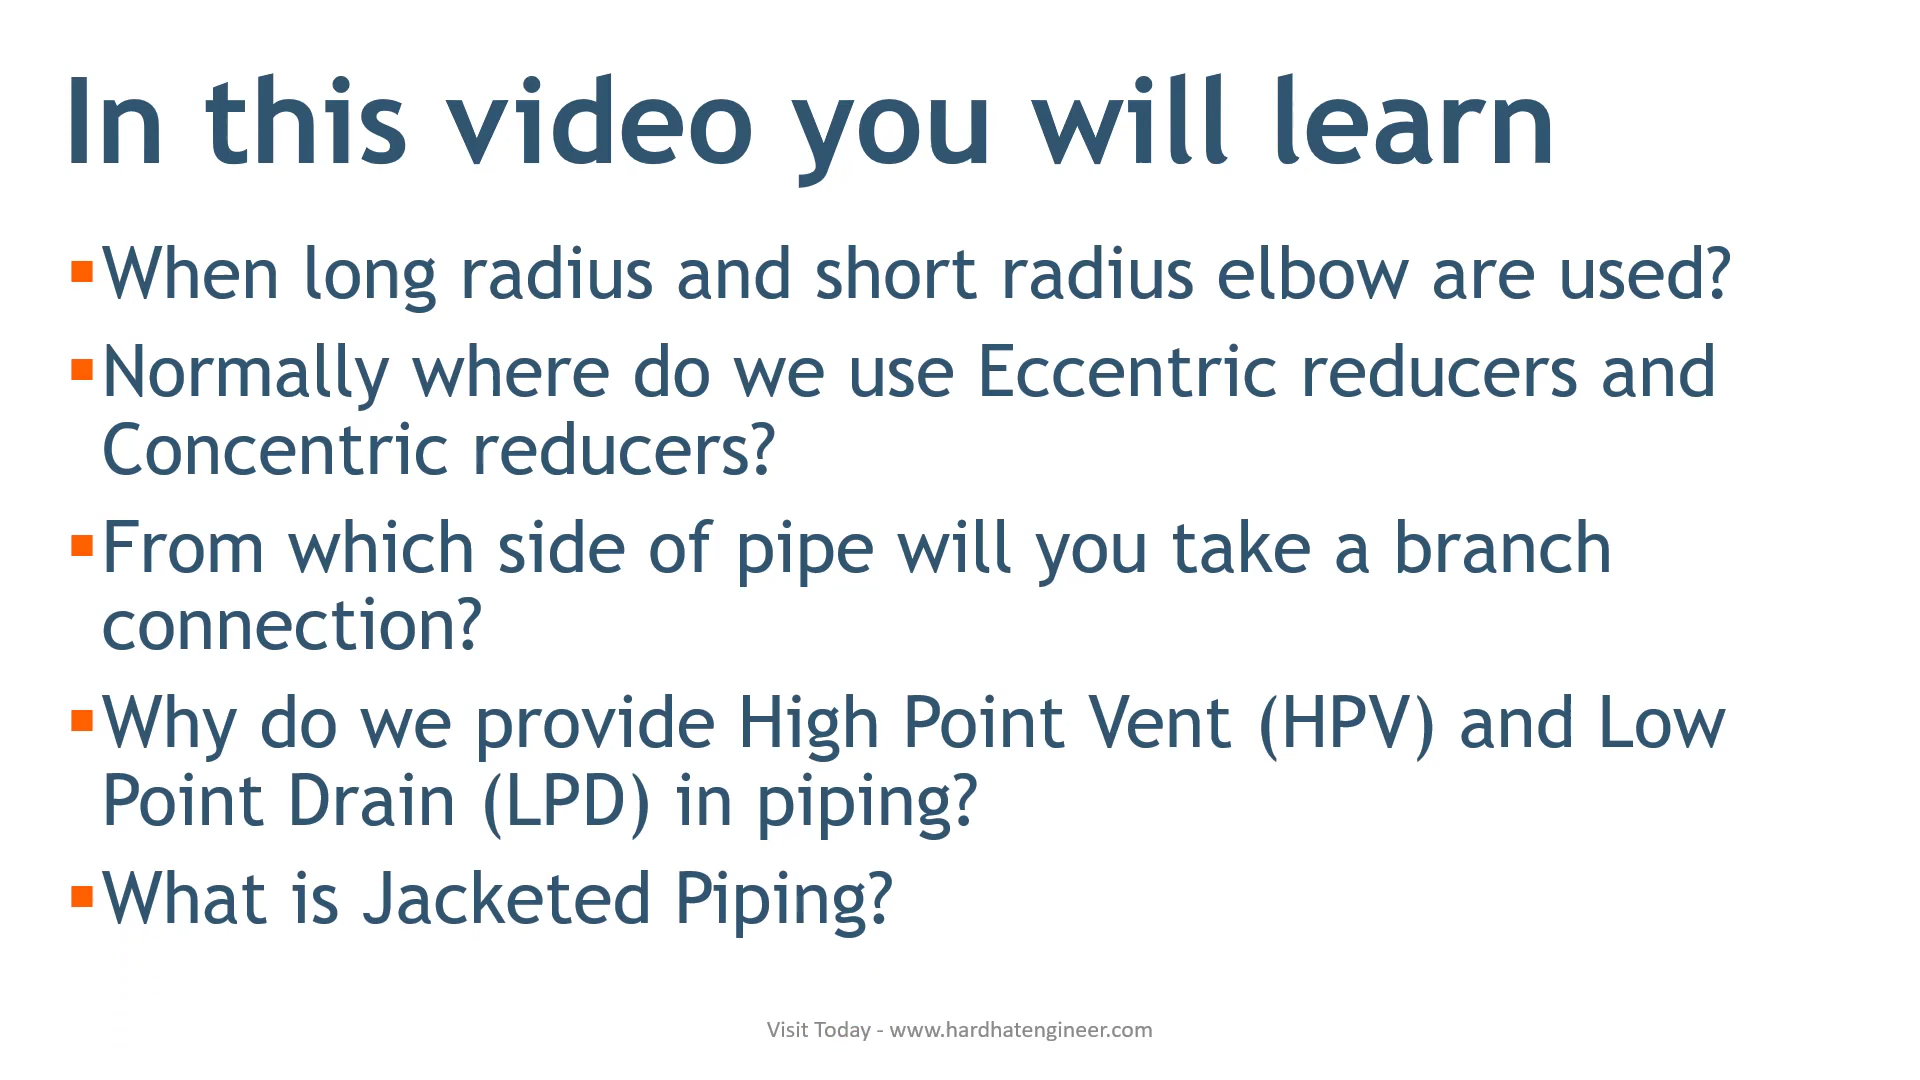 In this video you will learn
▪When long radius and short radius elbow are used?
▪Normally where do we use Eccentric reducers and
Concentric reducers?
▪From which side of pipe will you take a branch
connection?
▪Why do we provide High Point Vent (HPV) and Low
Point Drain (LPD) in piping?
▪What is Jacketed Piping?
Visit Today - www.hardhatengineer.com